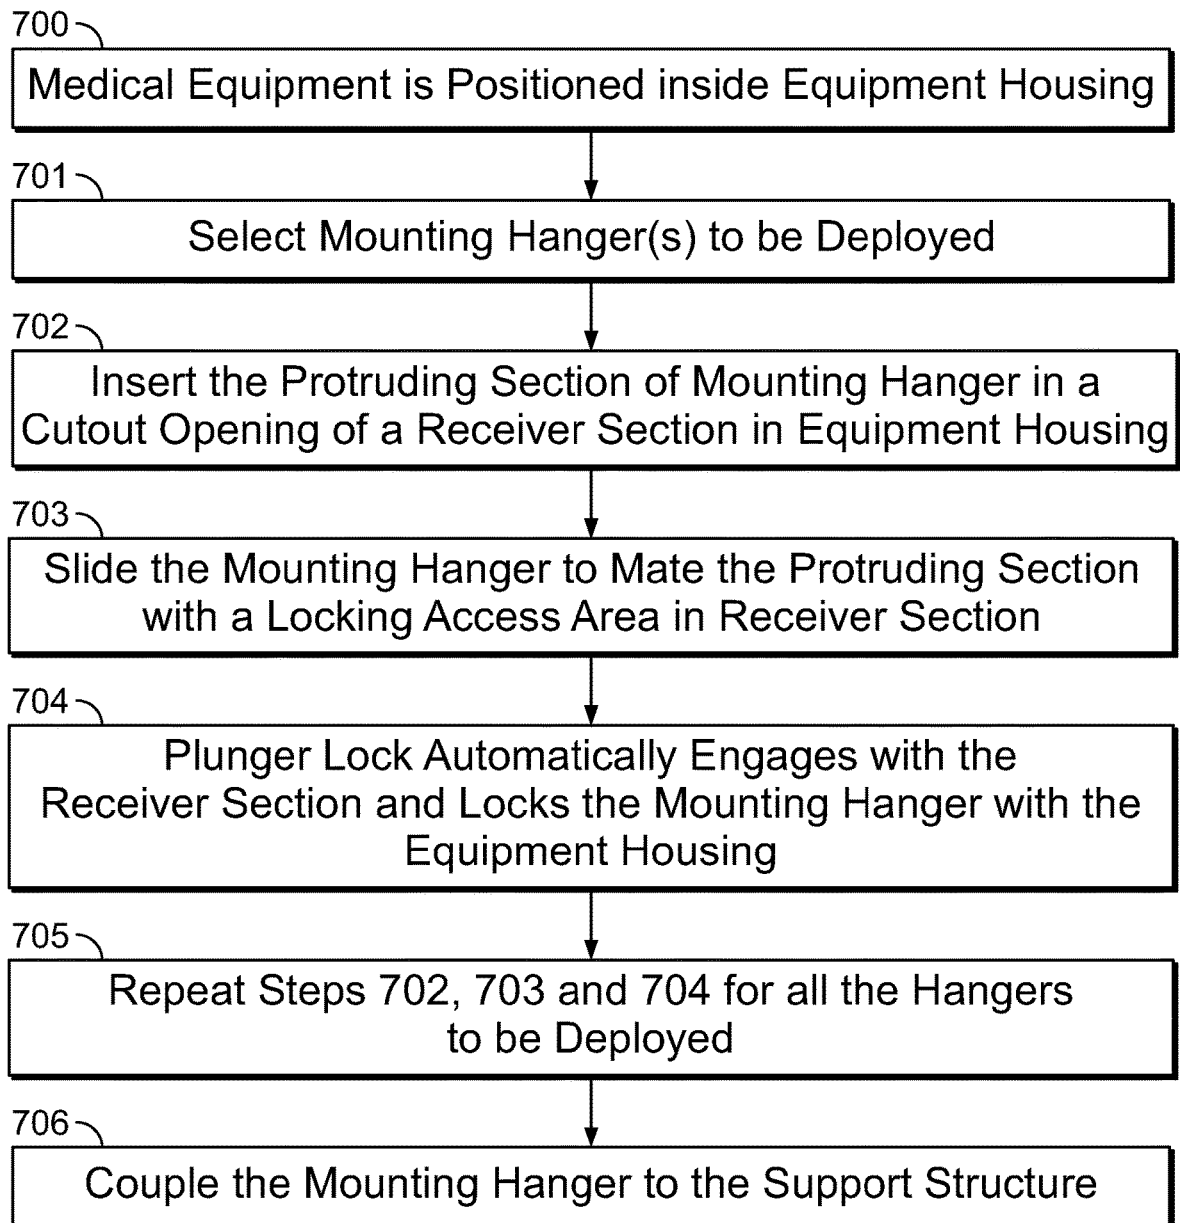 700
Medical Equipment is Positioned inside Equipment Housing
701
Select Mounting Hanger(s) to be Deployed
702
Insert the Protruding Section of Mounting Hanger in a
Cutout Opening of a Receiver Section in Equipment Housing
703
Slide the Mounting Hanger to Mate the Protruding Section
with a Locking Access Area in Receiver Section
704
Plunger Lock Automatically Engages with the
Receiver Section and Locks the Mounting Hanger with the
Equipment Housing
705
Repeat Steps 702, 703 and 704 for all the Hangers
to be Deployed
706
Couple the Mounting Hanger to the Support Structure